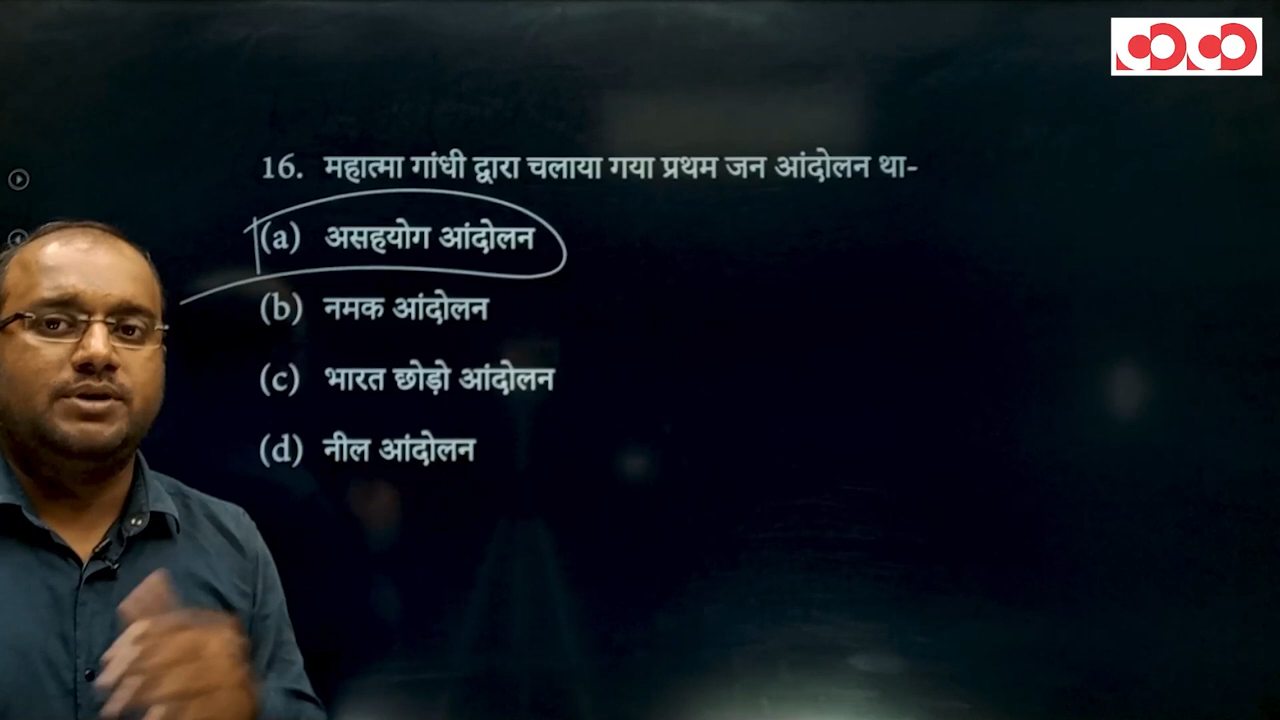 16. महात्मा गांधी द्वारा चलाया गया प्रथम जन आंदोलन था-
(a) असहयोग आंदोलन
(b) नमक आंदोलन
(c) भारत छोड़ो आंदोलन
(d) नील आंदोलन